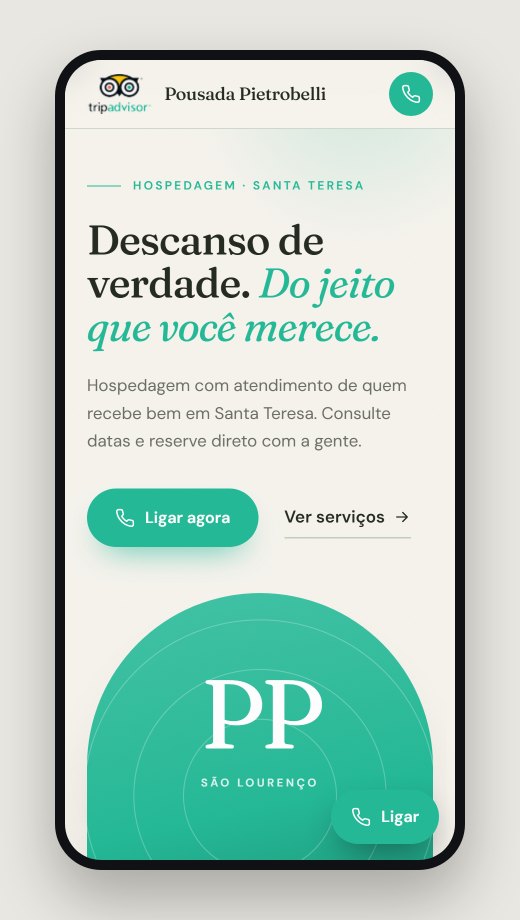 tripadvisor
Pousada Pietrobelli
HOSPEDAGEM · SANTA TERESA
Descanso de
verdade. Do jeito
que você merece.
Hospedagem com atendimento de quem
recebe bem em Santa Teresa. Consulte
datas e reserve direto com a gente.
Ligar agora
Ver serviços →
PP
SÃO LOURENÇO
Ligar